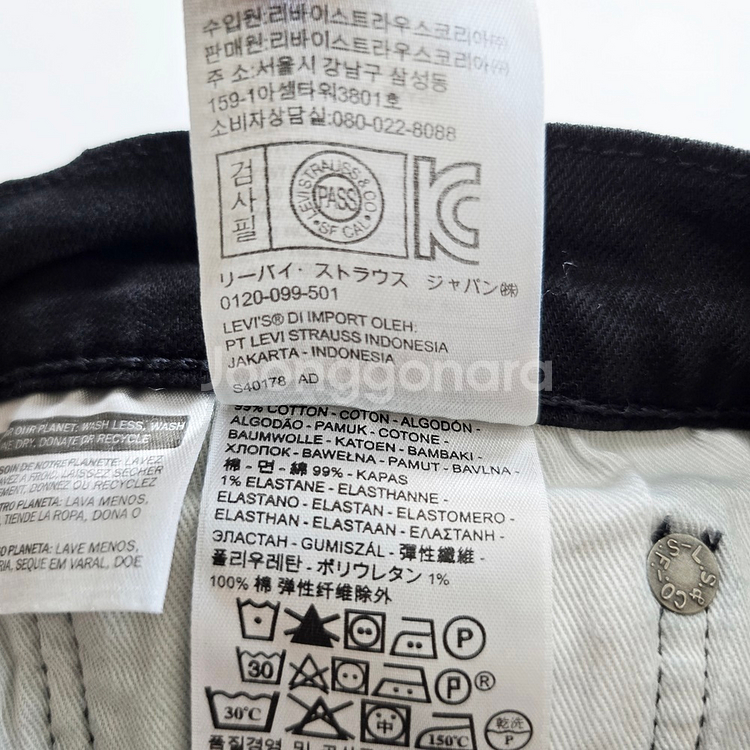 수입원:리바이스트라우스코리아㈜
판매원:리바이스트라우스코리아㈜
주 소:서울시 강남구 삼성동
159-1아셈타워3801호
소비자상담실:080-022-8088
검사필
LEVI STRAUSS & CO.
PASS
SF CAL
リーバイ・ストラウス ジャパン㈱
0120-099-501
LEVI'S® DI IMPORT OLEH:
PT LEVI STRAUSS INDONESIA
JAKARTA - INDONESIA
S40178 AD
Joonggonara
OUR PLANET: WASH LESS, WASH
DRY, DONATE OR RECYCLE
SOIN DE NOTRE PLANÈTE: LAVEZ
LAVEZ À FROID, LAISSEZ SÉCHER
DONNEZ OU RECYCLEZ
PLANETA: LAVA MENOS,
TIENDE LA ROPA, DONA O
PLANETA: LAVE MENOS,
SEQUE EM VARAL, DOE
99% COTTON - COTON - ALGODÓN -
ALGODÃO - PAMUK - COTONE -
BAUMWOLLE - KATOEN - BAMBAKI -
ХЛОПОК - BAWEŁNA - PAMUT - BAVLNA -
棉 - 면 - 綿 99% - KAPAS
1% ELASTANE - ELASTHANNE -
ELASTANO - ELASTAN - ELASTOMERO -
ELASTHAN - ELASTAAN - ΕΛΑΣΤΑΝΗ -
ЭЛАСТАН - GUMISZÁL - 彈性纖維 -
폴리우레탄 - ポリウレタン 1%
100% 棉 弹性纤维除外
P
30
P®
30°C
中
150°C
乾洗
P
L.S. & CO.-S.F.
품질경영 및